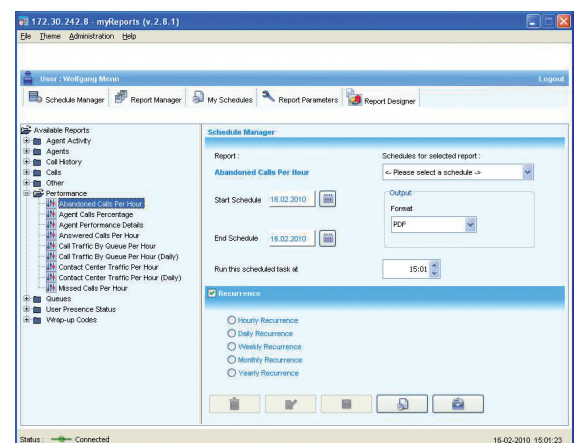 172.30.242.8 - myReports (v.2.8.1)
File Theme Administration Help
User : Wolfgang Menn
Logout
Schedule Manager Report Manager My Schedules Report Parameters Report Designer
Available Reports
Agent Activity
Agents
Call History
Calls
Other
Performance
Abandoned Calls Per Hour
Agent Calls Percentage
Agent Performance Details
Answered Calls Per Hour
Call Traffic By Queue Per Hour
Call Traffic By Queue Per Hour (Daily)
Contact Center Traffic Per Hour
Contact Center Traffic Per Hour (Daily)
Missed Calls Per Hour
Queues
User Presence Status
Wrap-up Codes
Schedule Manager
Report :
Schedules for selected report :
Abandoned Calls Per Hour
<- Please select a schedule ->
Start Schedule 16.02.2010
Output
Format
PDF
End Schedule 16.02.2010
Run this scheduled task at 15:01
Recurrence
Hourly Recurrence
Daily Recurrence
Weekly Recurrence
Monthly Recurrence
Yearly Recurrence
Status : Connected
16-02-2010 15:01:23